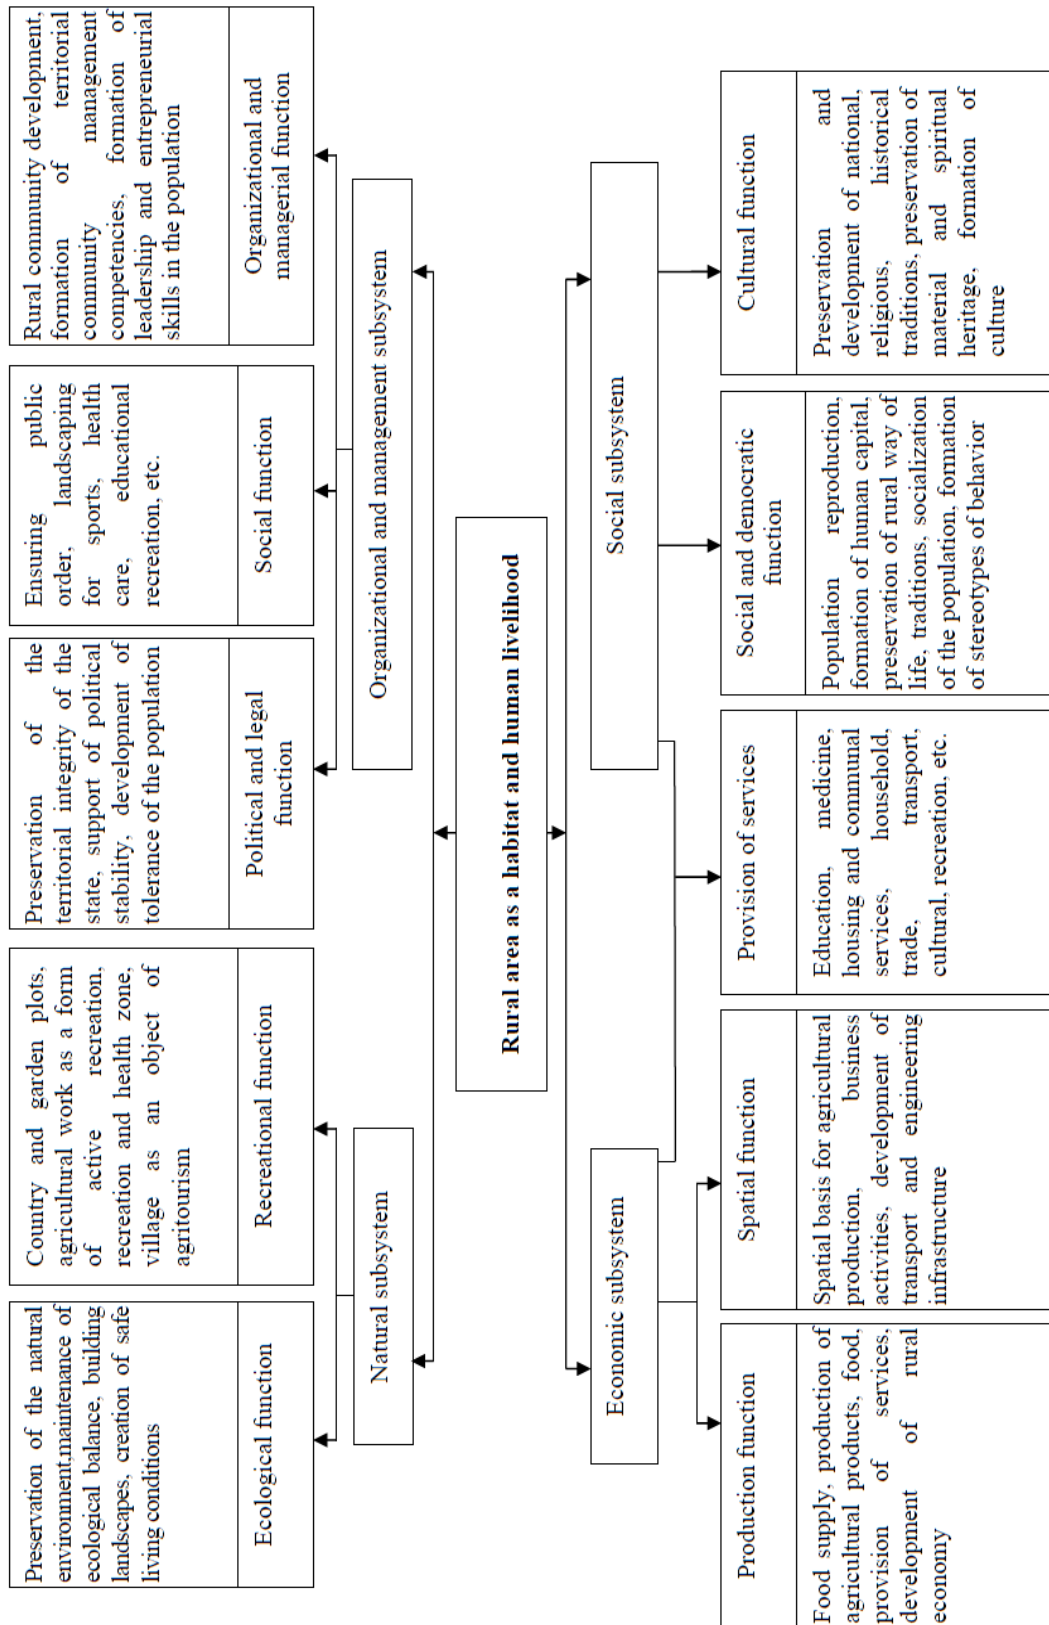 Preservation of the natural
environment,maintenance of
ecological balance, building
landscapes, creation of safe
living conditions
Ecological function
Country and garden plots,
agricultural work as a form
of active recreation,
recreation and health zone,
village as an object of
agritourism
Recreational function
Preservation of the
territorial integrity of the
state, support of political
stability, development of
tolerance of the population
Political and legal
function
Ensuring public
order, landscaping
for sports, health
care, educational
recreation, etc.
Social function
Rural community development,
formation of territorial
community management
competencies, formation of
leadership and entrepreneurial
skills in the population
Organizational and
managerial function
Natural subsystem
Organizational and management subsystem
Rural area as a habitat and human livelihood
Economic subsystem
Social subsystem
Production function
Food supply, production of
agricultural products, food,
provision of services,
development of rural
economy
Spatial function
Spatial basis for agricultural
production, business
activities, development of
transport and engineering
infrastructure
Provision of services
Education, medicine,
housing and communal
services, household,
trade, transport,
cultural, recreation, etc.
Social and democratic
function
Population reproduction,
formation of human capital,
preservation of rural way of
life, traditions, socialization
of the population, formation
of stereotypes of behavior
Cultural function
Preservation and
development of national,
religious, historical
traditions, preservation of
material and spiritual
heritage, formation of
culture